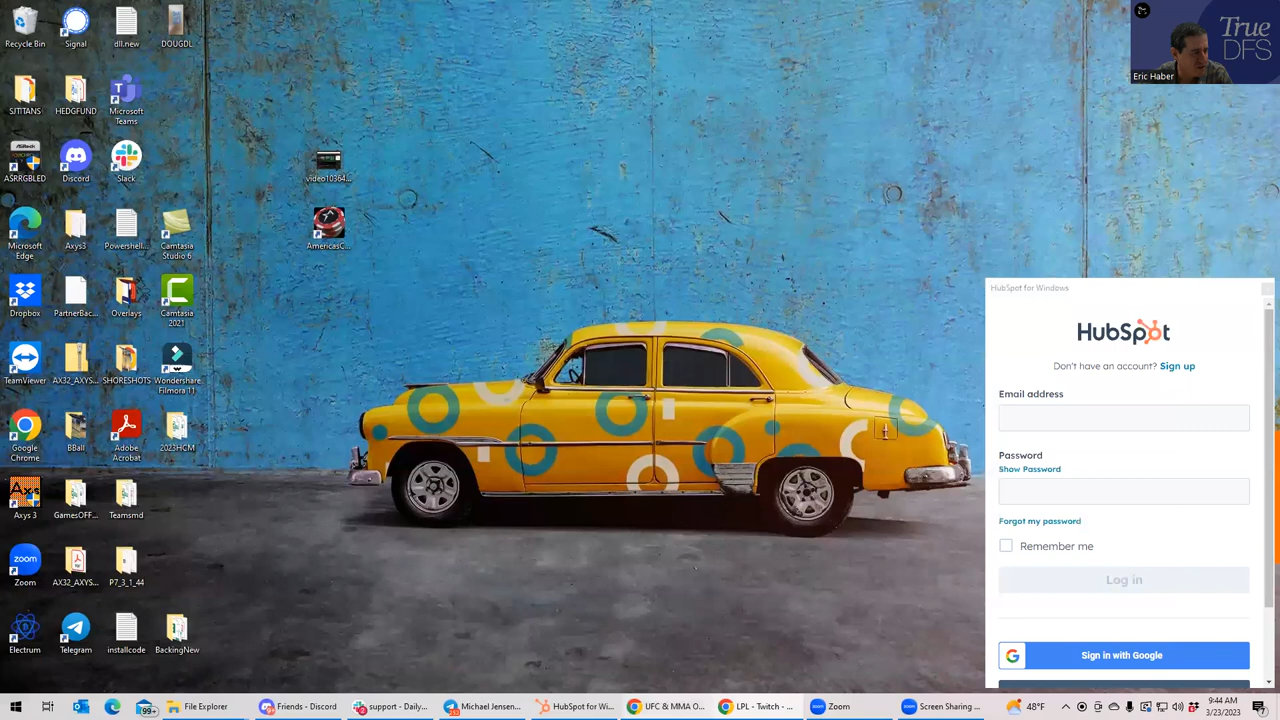 Recycle Bin
Signal
dll.new
DOUGDL
True
DFS
Eric Haber
SJTITANS
HEDGFUND
Microsoft
Teams
ASRock
ASRRGBLED
Discord
Slack
video10364...
Microsoft
Edge
Axys3
Powershell...
Camtasia
Studio 6
AmericasC...
Dropbox
PartnerBac...
Overlays
Camtasia
2021
TeamViewer
AX32_AXYS...
SHORESHOTS
Wondershare
Filmora 11
Google
Chrome
BBall
Adobe
Acrobat
2023HCM
Axys 3
GamesOFF...
Teamsmd
zoom
Zoom
AX32_AXYS...
P7_3_1_44
Electrum
Telegram
installcode
BackingNew
HubSpot for Windows
HubSpot
Don't have an account? Sign up
Email address
Password
Show Password
Forgot my password
Remember me
Log in
Sign in with Google
99+
File Explorer
Friends - Discord
support - Daily...
Michael Jensen...
HubSpot for Wi...
UFC & MMA O...
LPL - Twitch - ...
Zoom
Screen Sharing ...
48°F
9:44 AM
3/23/2023